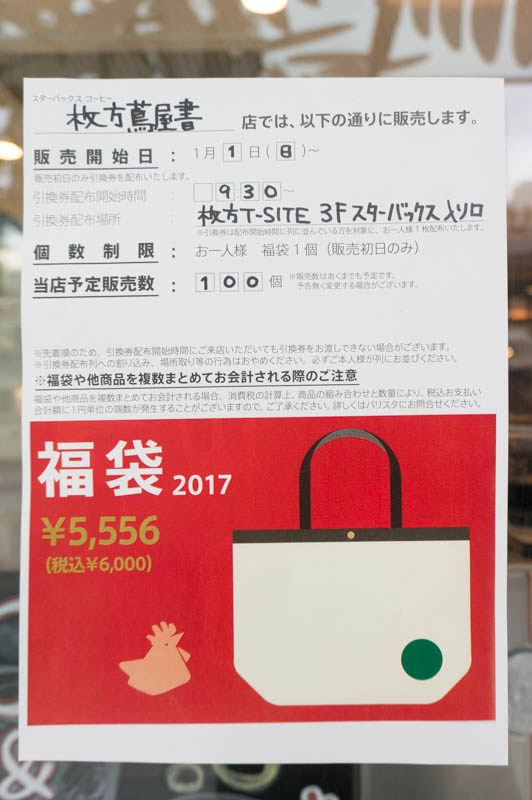 スターバックス コーヒー
枚方蔦屋書 店では、以下の通りに販売します。
販売開始日 : 1月1日(日)~
販売初日のみ引換券を配布いたします。
引換券配布開始時間 : 930~
引換券配布場所 : 枚方T-SITE 3F スターバックス入り口
※引換券は配布開始時間に列に並んでいる方を対象に、お一人様1枚配布いたします。
個数制限 : お一人様 福袋1個(販売初日のみ)
当店予定販売数 : 100個 ※販売数はあくまでも予定です。
予告無く変更する場合がございます。
※先着順のため、引換券配布開始時間にご来店いただいても引換券をお渡しできない場合がございます。
※引換券配布列への割り込み、場所取り等の行為はおやめください。必ずご本人様が列にお並びください。
※福袋や他商品を複数まとめてお会計される際のご注意
福袋や他商品を複数まとめてお会計される場合、消費税の計算上、商品の組み合わせと数量により、税込お支払い
合計額に1円単位の端数が発生することがございますので、ご了承ください。詳しくはバリスタにお問合せください。
福袋 2017
¥5,556
(税込¥6,000)
&